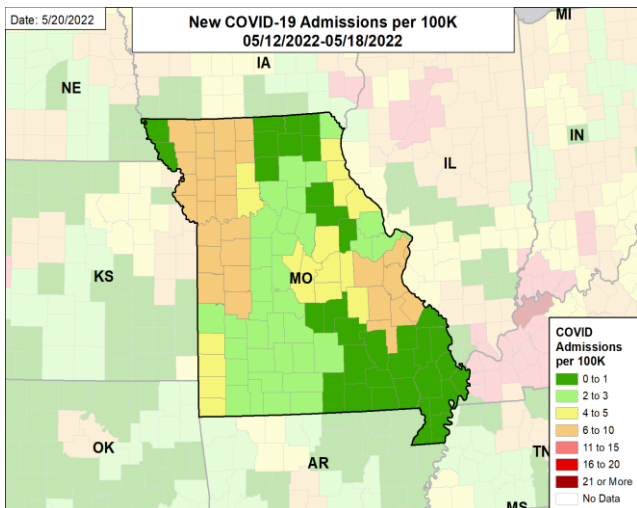 Date: 5/20/2022
New COVID-19 Admissions per 100K
05/12/2022-05/18/2022
MI
IA
NE
IN
IL
MO
KS
COVID
Admissions
per 100K
0 to 1
2 to 3
4 to 5
6 to 10
11 to 15
16 to 20
21 or More
No Data
OK
AR
TN
MS